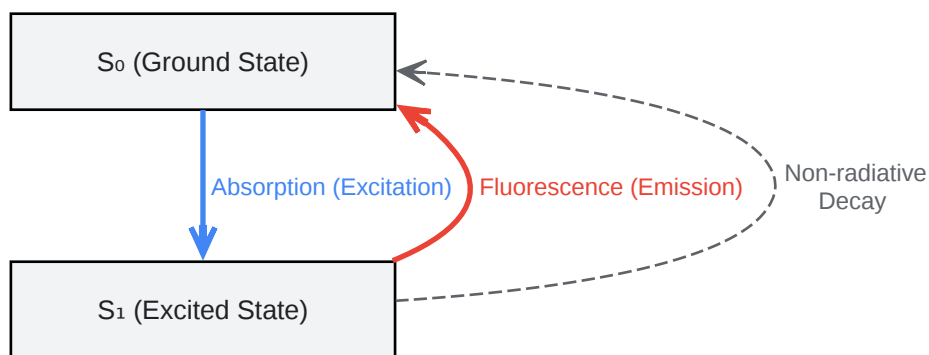 S₀ (Ground State)
Absorption (Excitation)
Fluorescence (Emission)
Non-radiative
Decay
S₁ (Excited State)